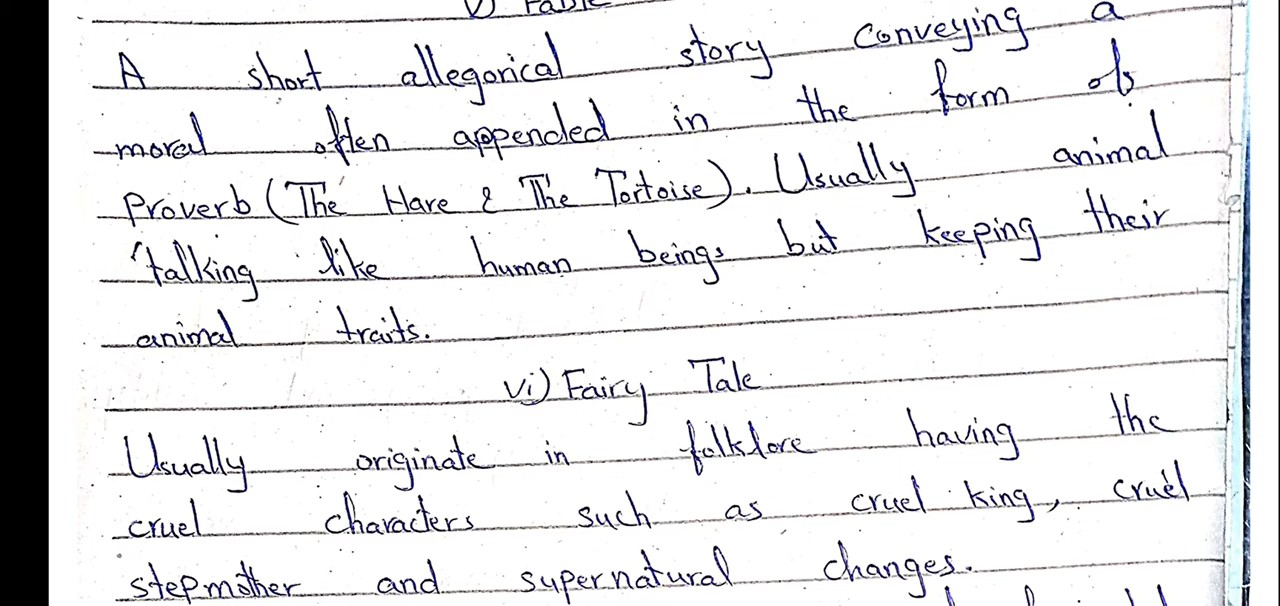 v) Fable
A short allegorical story conveying a
moral often appended in the form of
Proverb (The Hare & The Tortoise). Usually animal
talking like human beings but keeping their
animal traits.
vi) Fairy Tale
Usually originate in folklore having the
cruel characters such as cruel king, cruel
stepmother and supernatural changes.